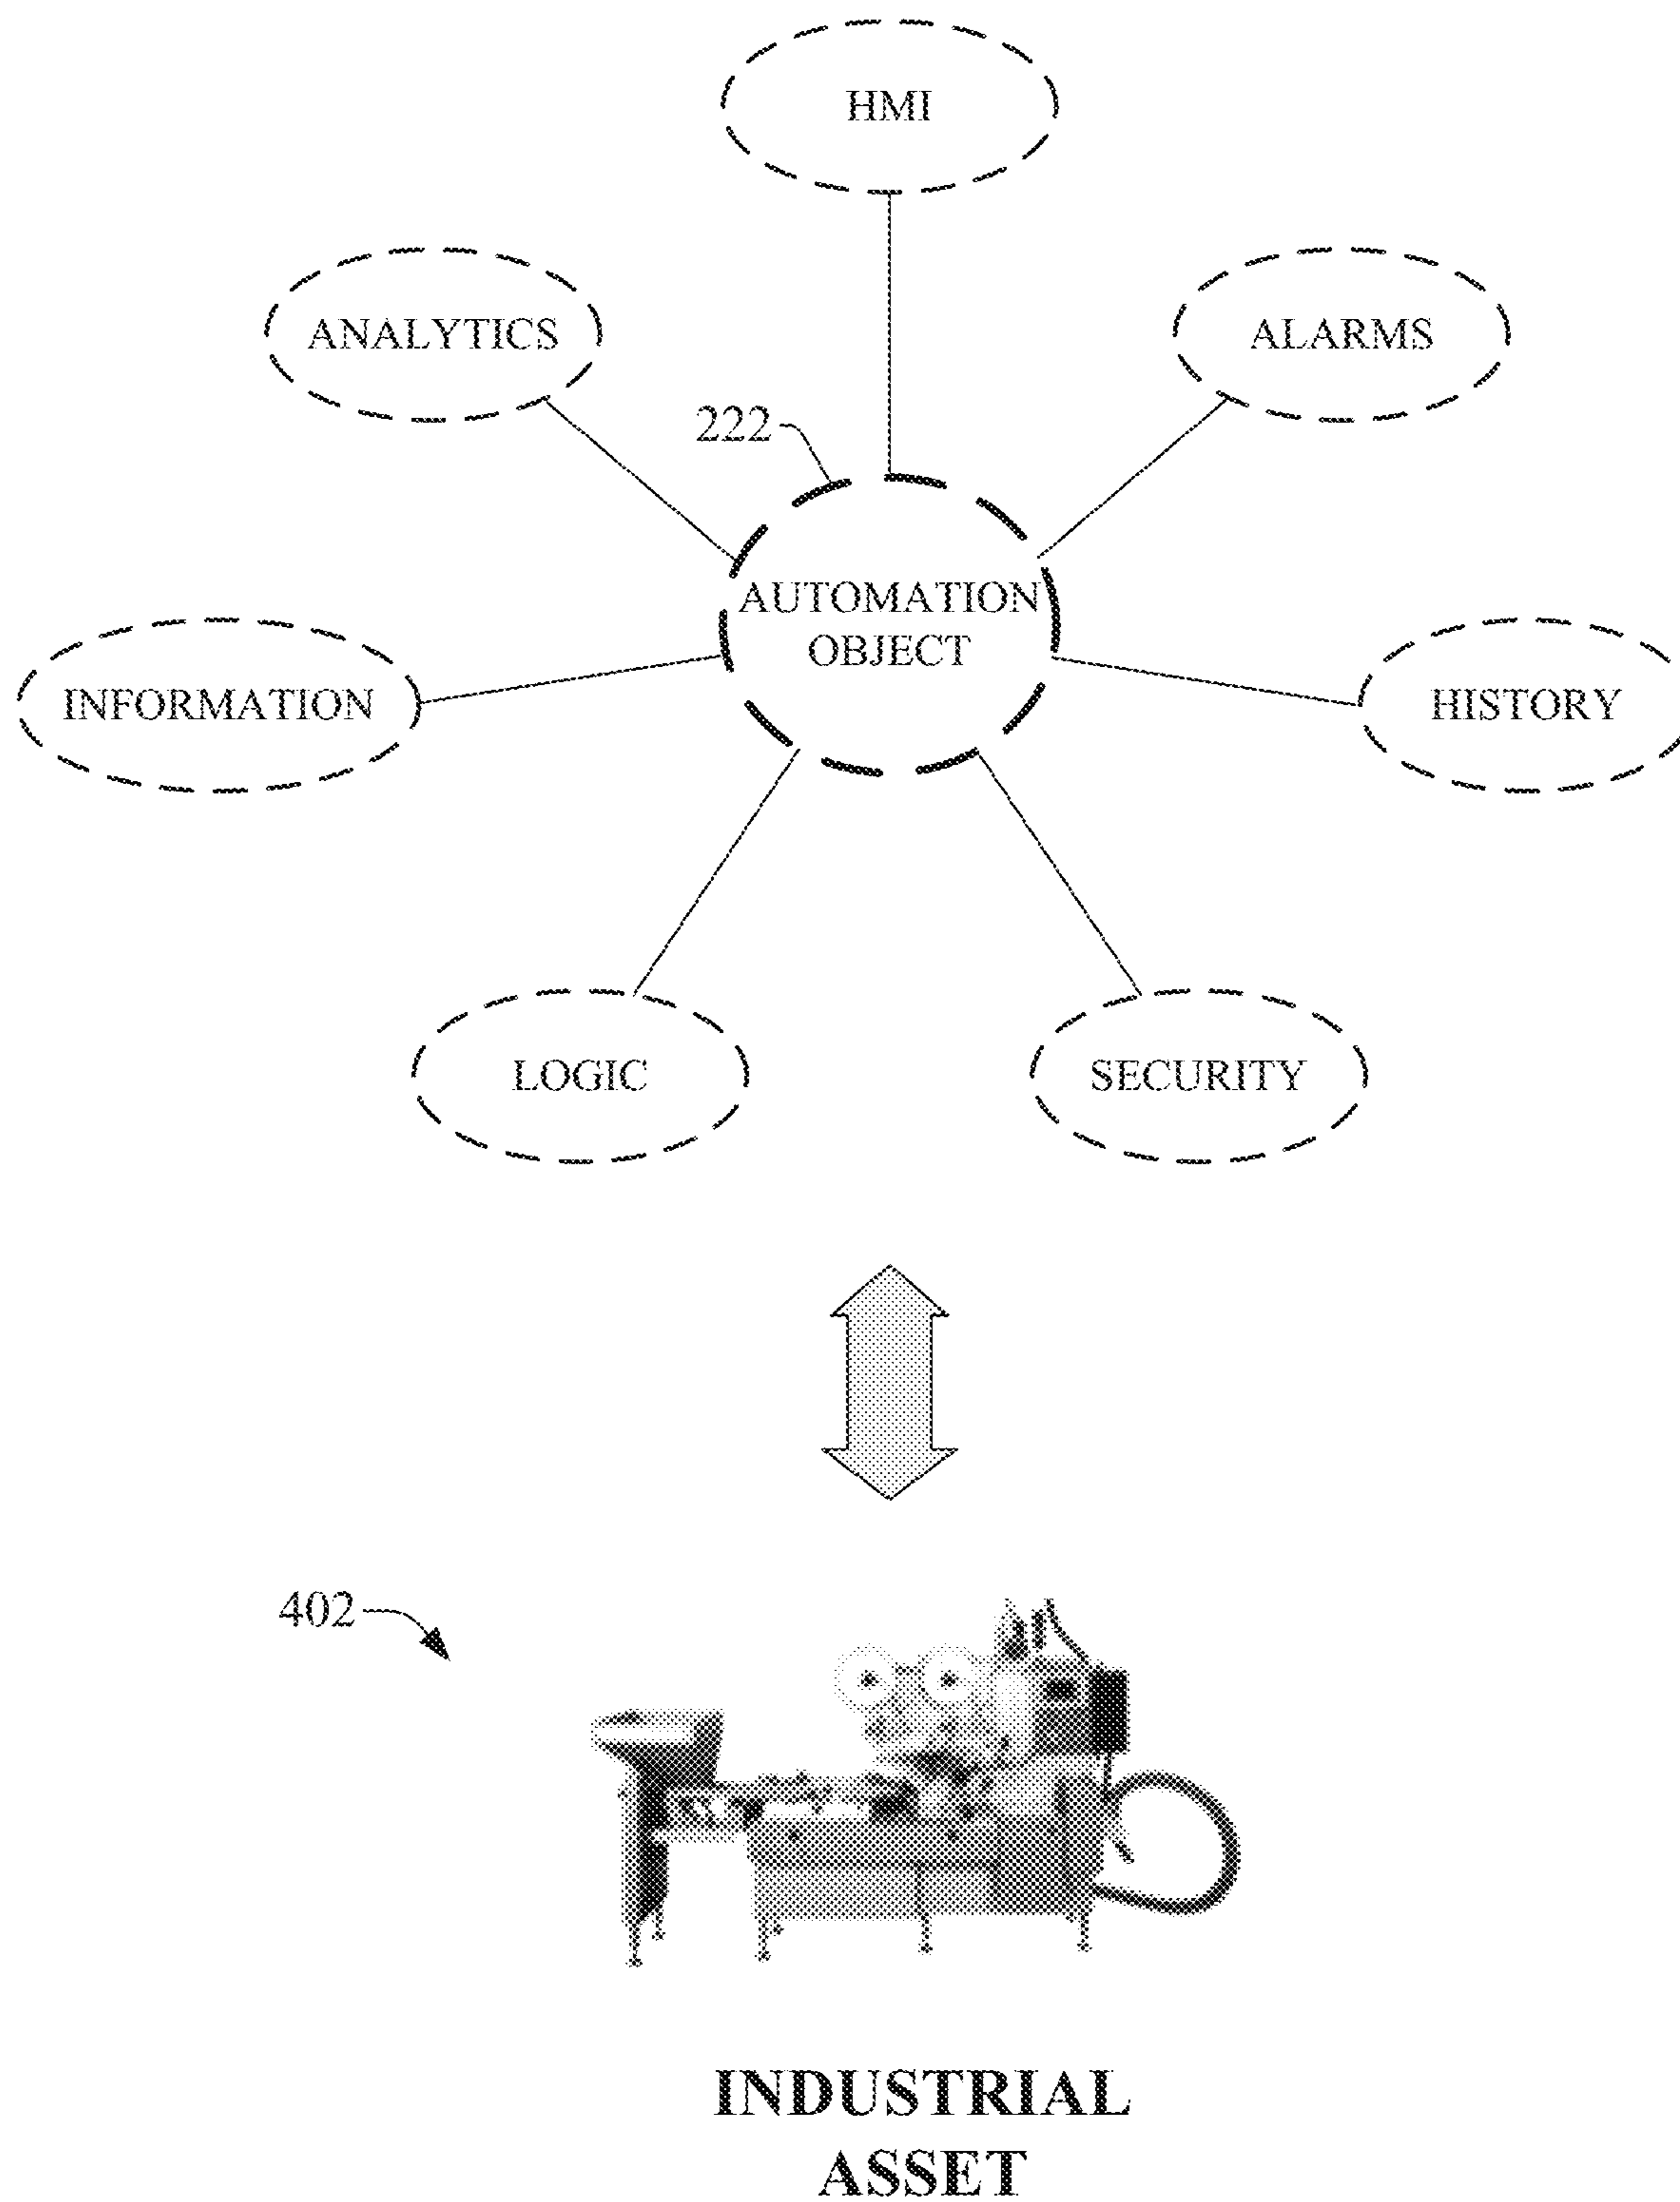 HMI
ANALYTICS
ALARMS
222
AUTOMATION
OBJECT
INFORMATION
HISTORY
LOGIC
SECURITY
402
INDUSTRIAL
ASSET